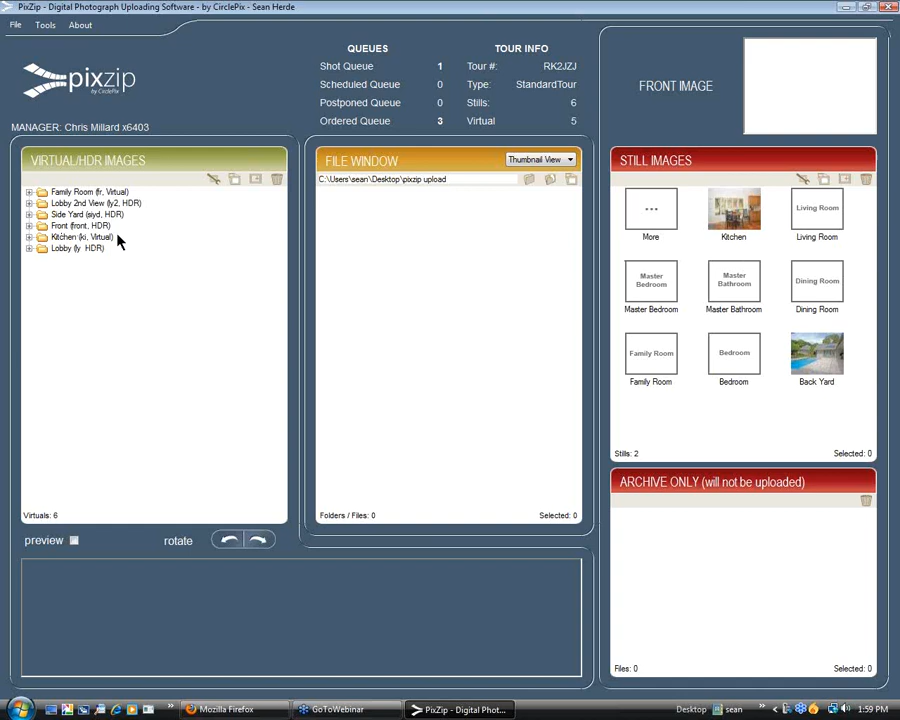 PixZip - Digital Photograph Uploading Software - by CirclePix - Sean Herde
File Tools About
pixzip
by CirclePix
MANAGER: Chris Millard x6403
QUEUES
Shot Queue 1
Scheduled Queue 0
Postponed Queue 0
Ordered Queue 3
TOUR INFO
Tour #: RK2JZJ
Type: StandardTour
Stills: 6
Virtual 5
FRONT IMAGE
VIRTUAL/HDR IMAGES
Family Room (fr, Virtual)
Lobby 2nd View (ly2, HDR)
Side Yard (siyd, HDR)
Front (front, HDR)
Kitchen (ki, Virtual)
Lobby (ly HDR)
Virtuals: 6
FILE WINDOW
Thumbnail View
C:\Users\sean\Desktop\pixzip upload
Folders / Files: 0 Selected: 0
STILL IMAGES
...
Living Room
More Kitchen Living Room
Master Bedroom
Master Bathroom
Dining Room
Master Bedroom Master Bathroom Dining Room
Family Room
Bedroom
Family Room Bedroom Back Yard
Stills: 2 Selected: 0
ARCHIVE ONLY (will not be uploaded)
Files: 0 Selected: 0
preview
rotate
Mozilla Firefox
GoToWebinar
PixZip - Digital Phot...
Desktop
sean
1:59 PM